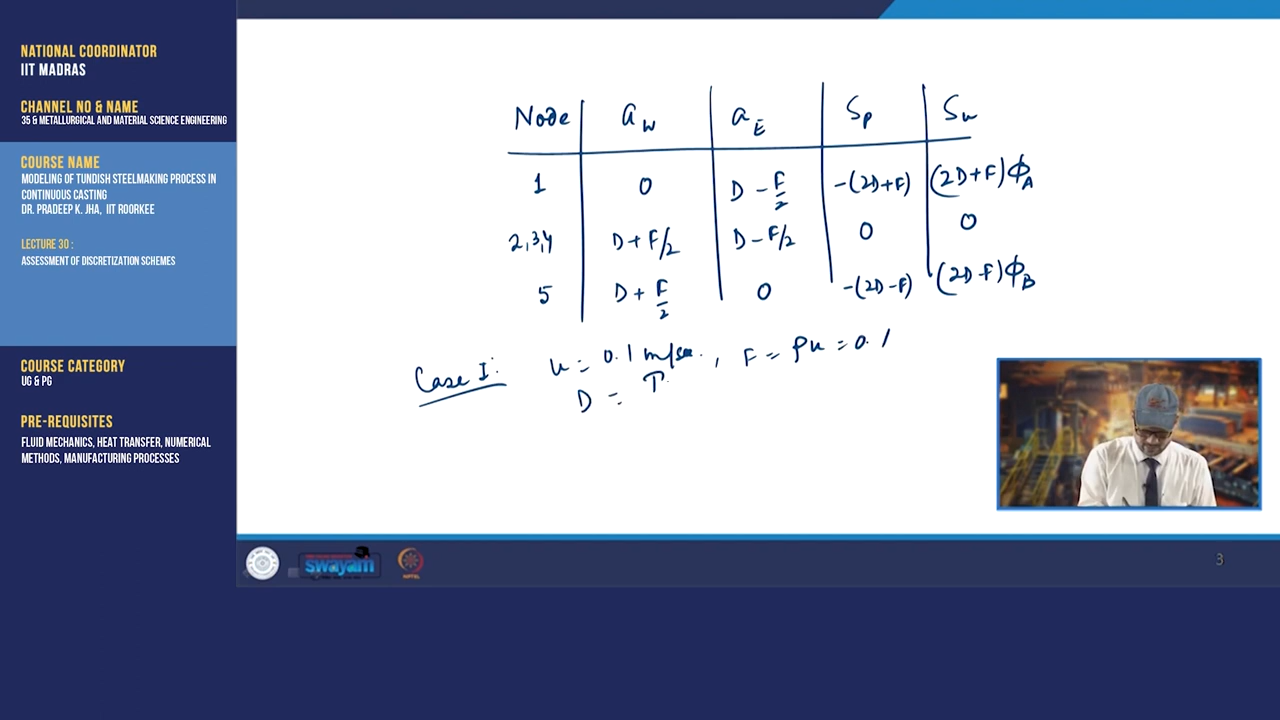 NATIONAL COORDINATOR
IIT MADRAS
CHANNEL NO & NAME
35 & METALLURGICAL AND MATERIAL SCIENCE ENGINEERING
COURSE NAME
MODELING OF TUNDISH STEELMAKING PROCESS IN
CONTINUOUS CASTING
DR. PRADEEP K. JHA, IIT ROORKEE
LECTURE 30 :
ASSESSMENT OF DISCRETIZATION SCHEMES
COURSE CATEGORY
UG & PG
PRE-REQUISITES
FLUID MECHANICS, HEAT TRANSFER, NUMERICAL
METHODS, MANUFACTURING PROCESSES
Node a_W a_E S_P S_u
1 0 D - F/2 -(2D+F) (2D+F)ϕ_A
2,3,4 D + F/2 D - F/2 0 0
5 D + F/2 0 -(2D-F) (2D-F)ϕ_B
Case I: u = 0.1 m/sec., F = ρu = 0.1
D = Γ
swayam
3